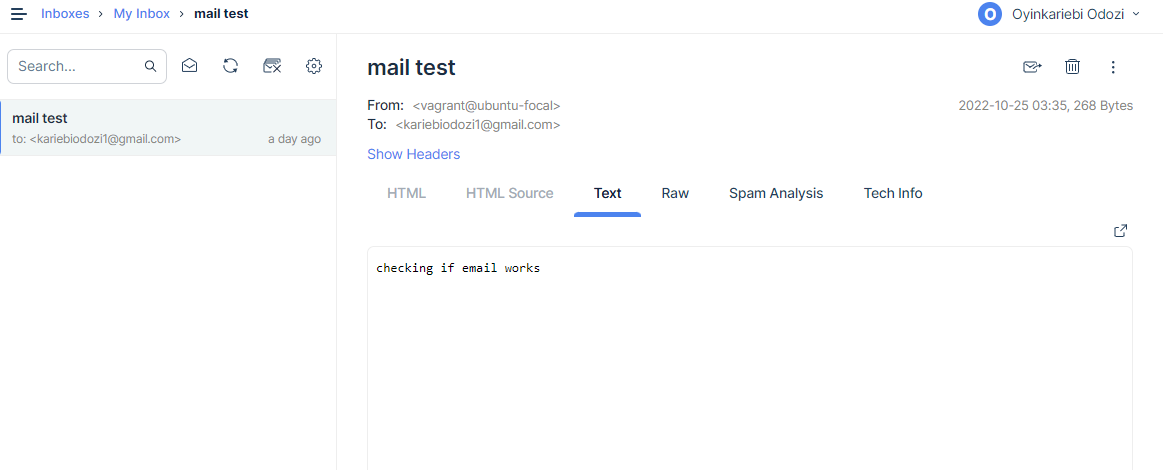 Inboxes > My Inbox > mail test
O Oyinkariebi Odozi
Search...
mail test
to: <kariebiodozi1@gmail.com> a day ago
mail test
From: <vagrant@ubuntu-focal>
2022-10-25 03:35, 268 Bytes
To: <kariebiodozi1@gmail.com>
Show Headers
HTML HTML Source Text Raw Spam Analysis Tech Info
checking if email works